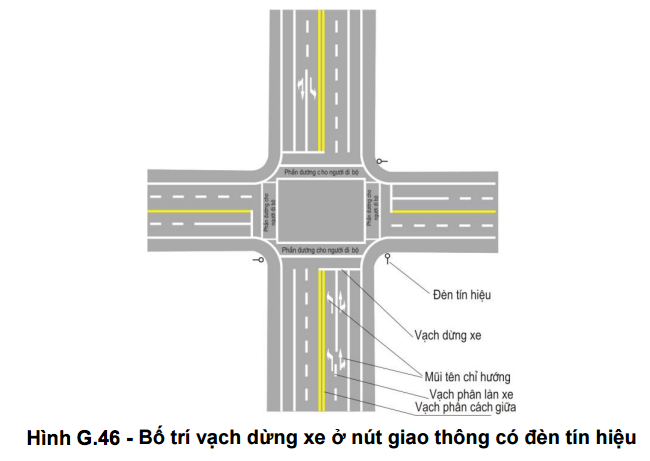 Phần đường cho người đi bộ
Phần đường cho
người đi bộ
Phần đường cho
người đi bộ
Phần đường cho người đi bộ
Đèn tín hiệu
Vạch dừng xe
Mũi tên chỉ hướng
Vạch phân làn xe
Vạch phân cách giữa
Hình G.46 - Bố trí vạch dừng xe ở nút giao thông có đèn tín hiệu